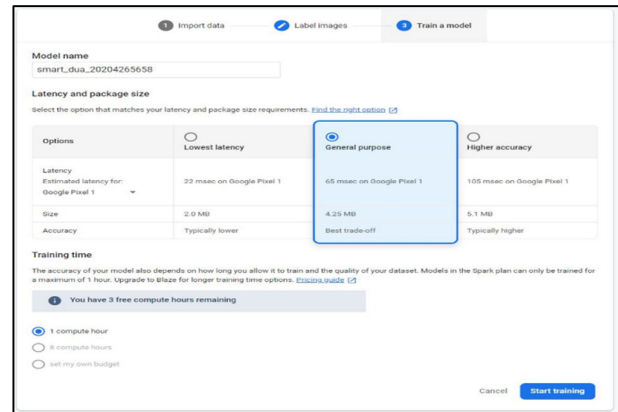 1 Import data
Label images
3 Train a model
Model name
smart_dua_20204265658
Latency and package size
Select the option that matches your latency and package size requirements. Find the right option
Options
Lowest latency
General purpose
Higher accuracy
Latency
Estimated latency for:
Google Pixel 1
22 msec on Google Pixel 1
65 msec on Google Pixel 1
105 msec on Google Pixel 1
Size
2.0 MB
4.25 MB
5.1 MB
Accuracy
Typically lower
Best trade-off
Typically higher
Training time
The accuracy of your model also depends on how long you allow it to train and the quality of your dataset. Models in the Spark plan can only be trained for
a maximum of 1 hour. Upgrade to Blaze for longer training time options. Pricing guide
You have 3 free compute hours remaining
1 compute hour
8 compute hours
set my own budget
Cancel
Start training